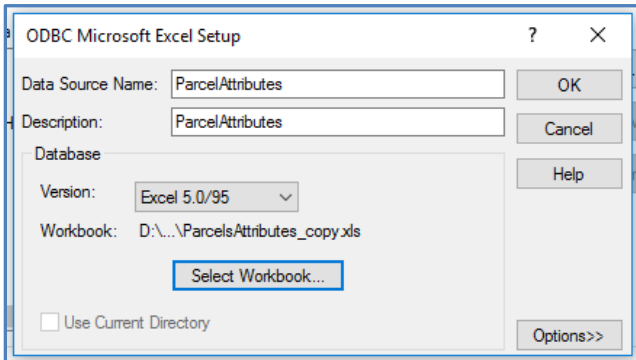 ODBC Microsoft Excel Setup ? X
Data Source Name: ParcelAttributes OK
Description: ParcelAttributes Cancel
Database Help
Version: Excel 5.0/95
Workbook: D:\...\ParcelsAttributes_copy.xls
Select Workbook...
Use Current Directory
Options>>